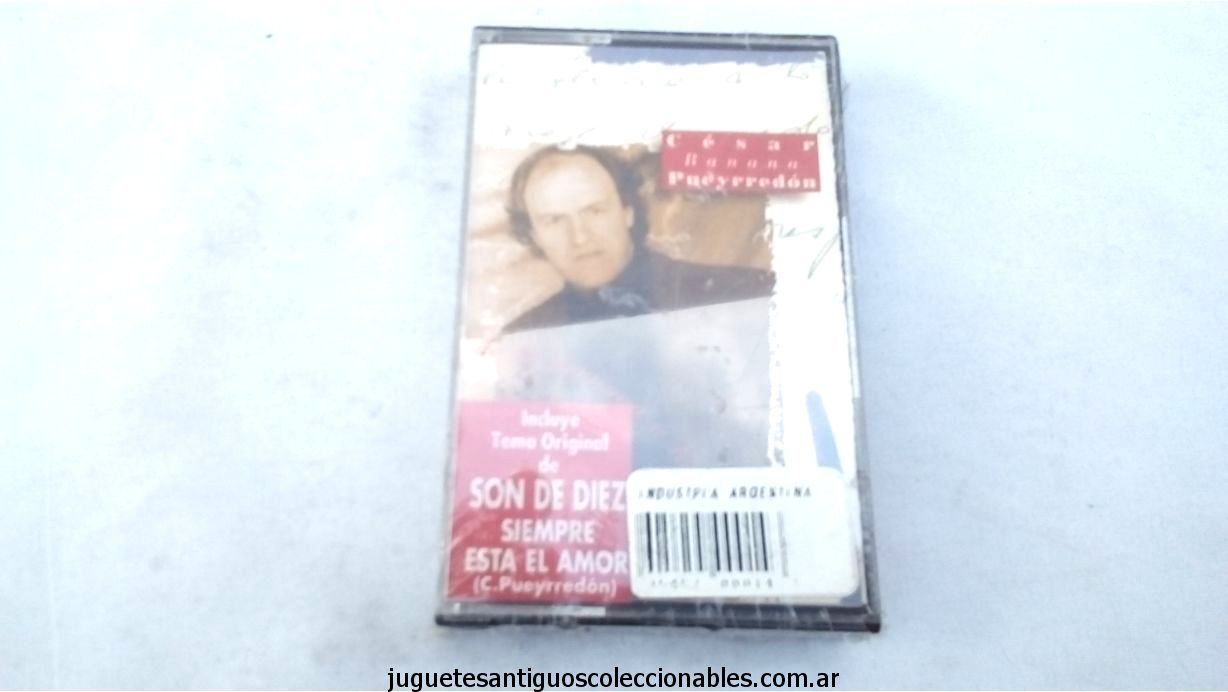 César
Banana
Pueyrredón
Incluye
Tema Original
de
SON DE DIEZ
SIEMPRE
ESTA EL AMOR
(C.Pueyrredón)
INDUSTRIA ARGENTINA
juguetesantiguoscoleccionables.com.ar